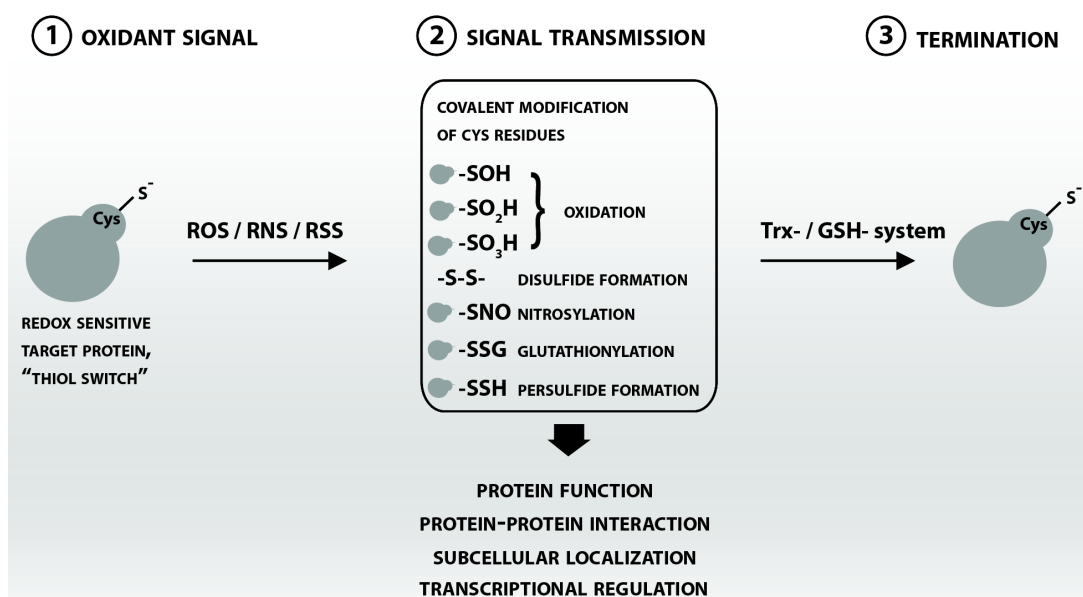 1 OXIDANT SIGNAL
2 SIGNAL TRANSMISSION
3 TERMINATION
Cys
S⁻
REDOX SENSITIVE
TARGET PROTEIN,
“THIOL SWITCH”
ROS / RNS / RSS
COVALENT MODIFICATION
OF CYS RESIDUES
-SOH
-SO₂H
-SO₃H
} OXIDATION
-S-S- DISULFIDE FORMATION
-SNO NITROSYLATION
-SSG GLUTATHIONYLATION
-SSH PERSULFIDE FORMATION
PROTEIN FUNCTION
PROTEIN-PROTEIN INTERACTION
SUBCELLULAR LOCALIZATION
TRANSCRIPTIONAL REGULATION
Trx- / GSH- system
Cys
S⁻